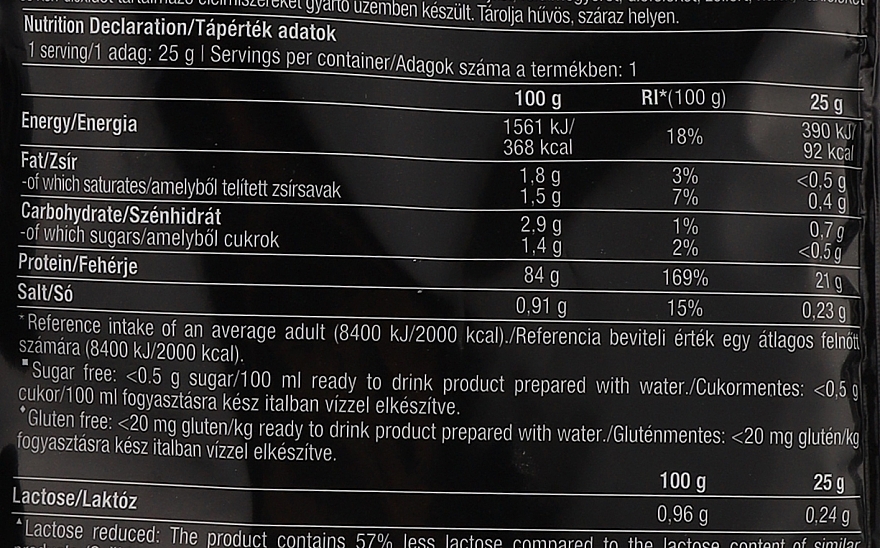 gyártó üzemben készült. Tárolja hűvös, száraz helyen.
Nutrition Declaration/Tápérték adatok
1 serving/1 adag: 25 g | Servings per container/Adagok száma a termékben: 1
100 g RI*(100 g) 25 g
Energy/Energia 1561 kJ/ 368 kcal 18% 390 kJ/ 92 kcal
Fat/Zsír 1,8 g 3% <0,5 g
-of which saturates/amelyből telített zsírsavak 1,5 g 7% 0,4 g
Carbohydrate/Szénhidrát 2,9 g 1% 0,7 g
-of which sugars/amelyből cukrok 1,4 g 2% <0,5 g
Protein/Fehérje 84 g 169% 21 g
Salt/Só 0,91 g 15% 0,23 g
*Reference intake of an average adult (8400 kJ/2000 kcal)./Referencia beviteli érték egy átlagos felnőtt
számára (8400 kJ/2000 kcal).
▪Sugar free: <0.5 g sugar/100 ml ready to drink product prepared with water./Cukormentes: <0,5 g
cukor/100 ml fogyasztásra kész italban vízzel elkészítve.
♦Gluten free: <20 mg gluten/kg ready to drink product prepared with water./Gluténmentes: <20 mg glutén/kg
fogyasztásra kész italban vízzel elkészítve.
100 g 25 g
Lactose/Laktóz 0,96 g 0,24 g
▲Lactose reduced: The product contains 57% less lactose compared to the lactose content of similar